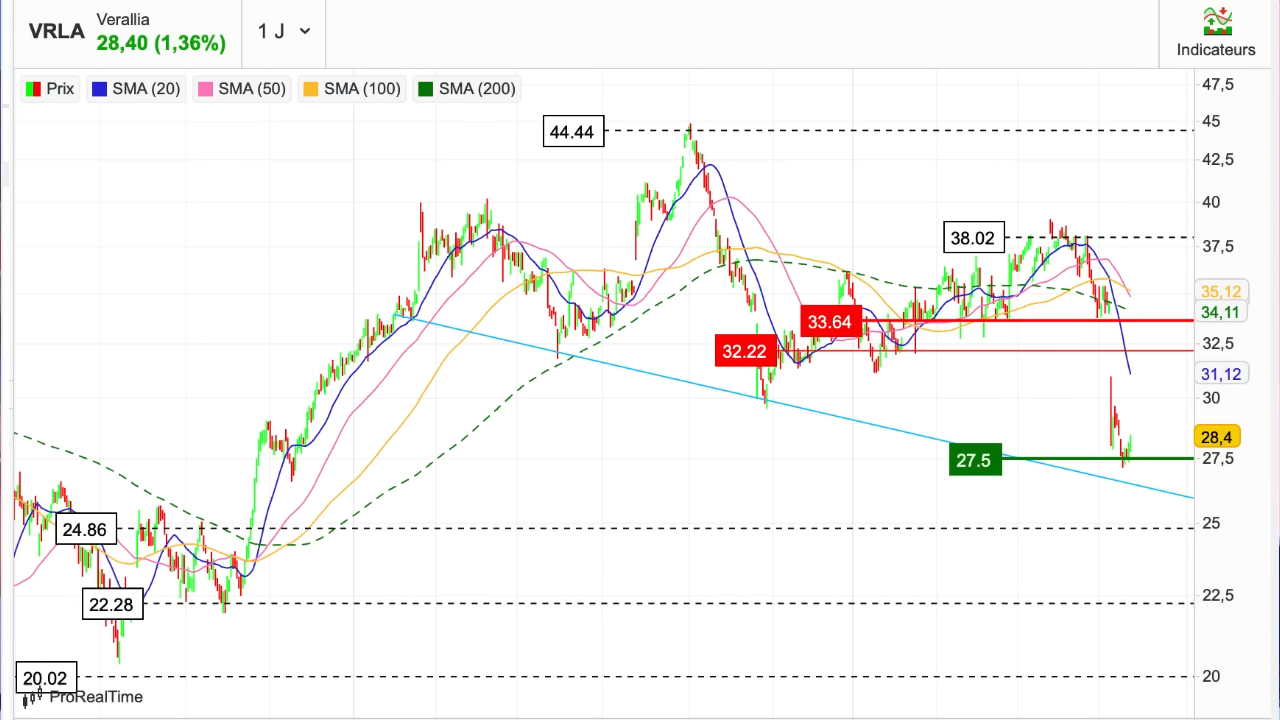 VRLA
Verallia
28,40 (1,36%)
1 J
Indicateurs
Prix
SMA (20)
SMA (50)
SMA (100)
SMA (200)
47,5
45
42,5
40
37,5
35,12
34,11
32,5
31,12
30
28,4
27,5
25
22,5
20
44.44
38.02
33.64
32.22
27.5
24.86
22.28
20.02
ProRealTime